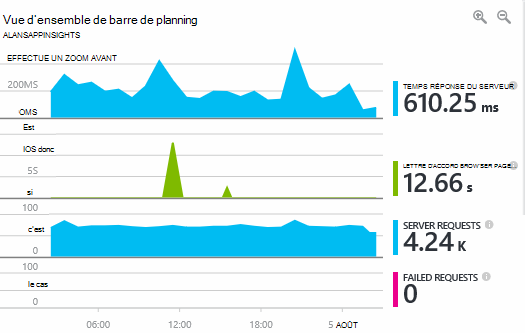 Vue d'ensemble de barre de planning
ALANSAPPINSIGHTS
EFFECTUE UN ZOOM AVANT
200MS
OMS
Est
IOS donc
5S
si
100
c'est
0
100
le cas
0
06:00
12:00
18:00
5 AOÛT
TEMPS RÉPONSE DU SERVEUR
610.25 ms
LETTRE D'ACCORD BROWSER PAGE
12.66 s
SERVER REQUESTS
4.24 K
FAILED REQUESTS
0